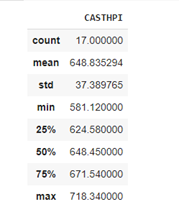 CASTHPI
count 17.000000
mean 648.835294
std 37.389765
min 581.120000
25% 624.580000
50% 648.450000
75% 671.540000
max 718.340000